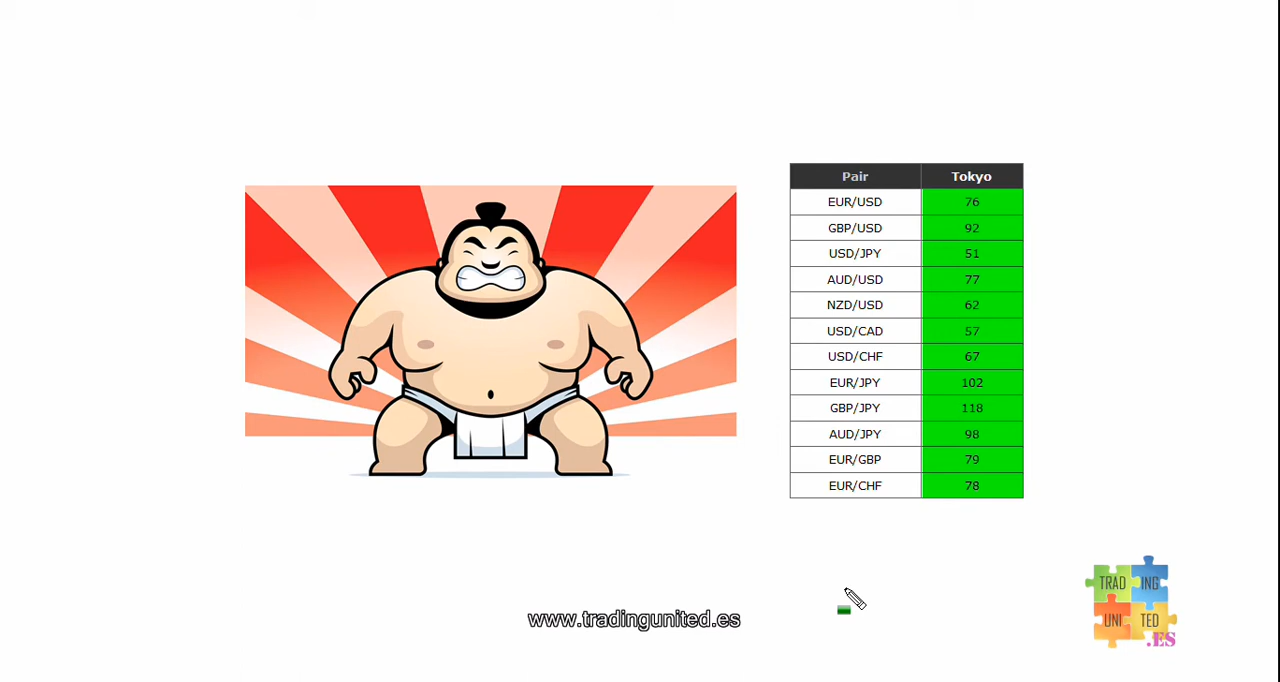 Pair Tokyo
EUR/USD 76
GBP/USD 92
USD/JPY 51
AUD/USD 77
NZD/USD 62
USD/CAD 57
USD/CHF 67
EUR/JPY 102
GBP/JPY 118
AUD/JPY 98
EUR/GBP 79
EUR/CHF 78
www.tradingunited.es
TRAD ING
UNI TED
.ES